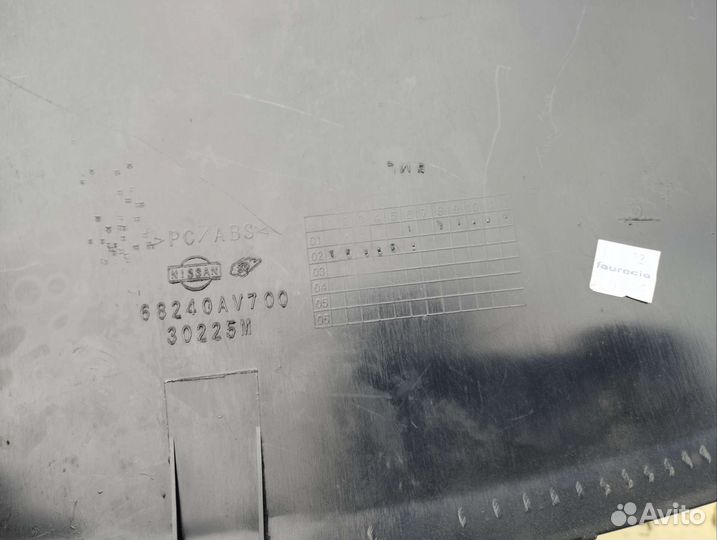 >PC/ABS<
NISSAN
68240AV700
30225M
01
02
03
04
05
06
faurecia
Avito